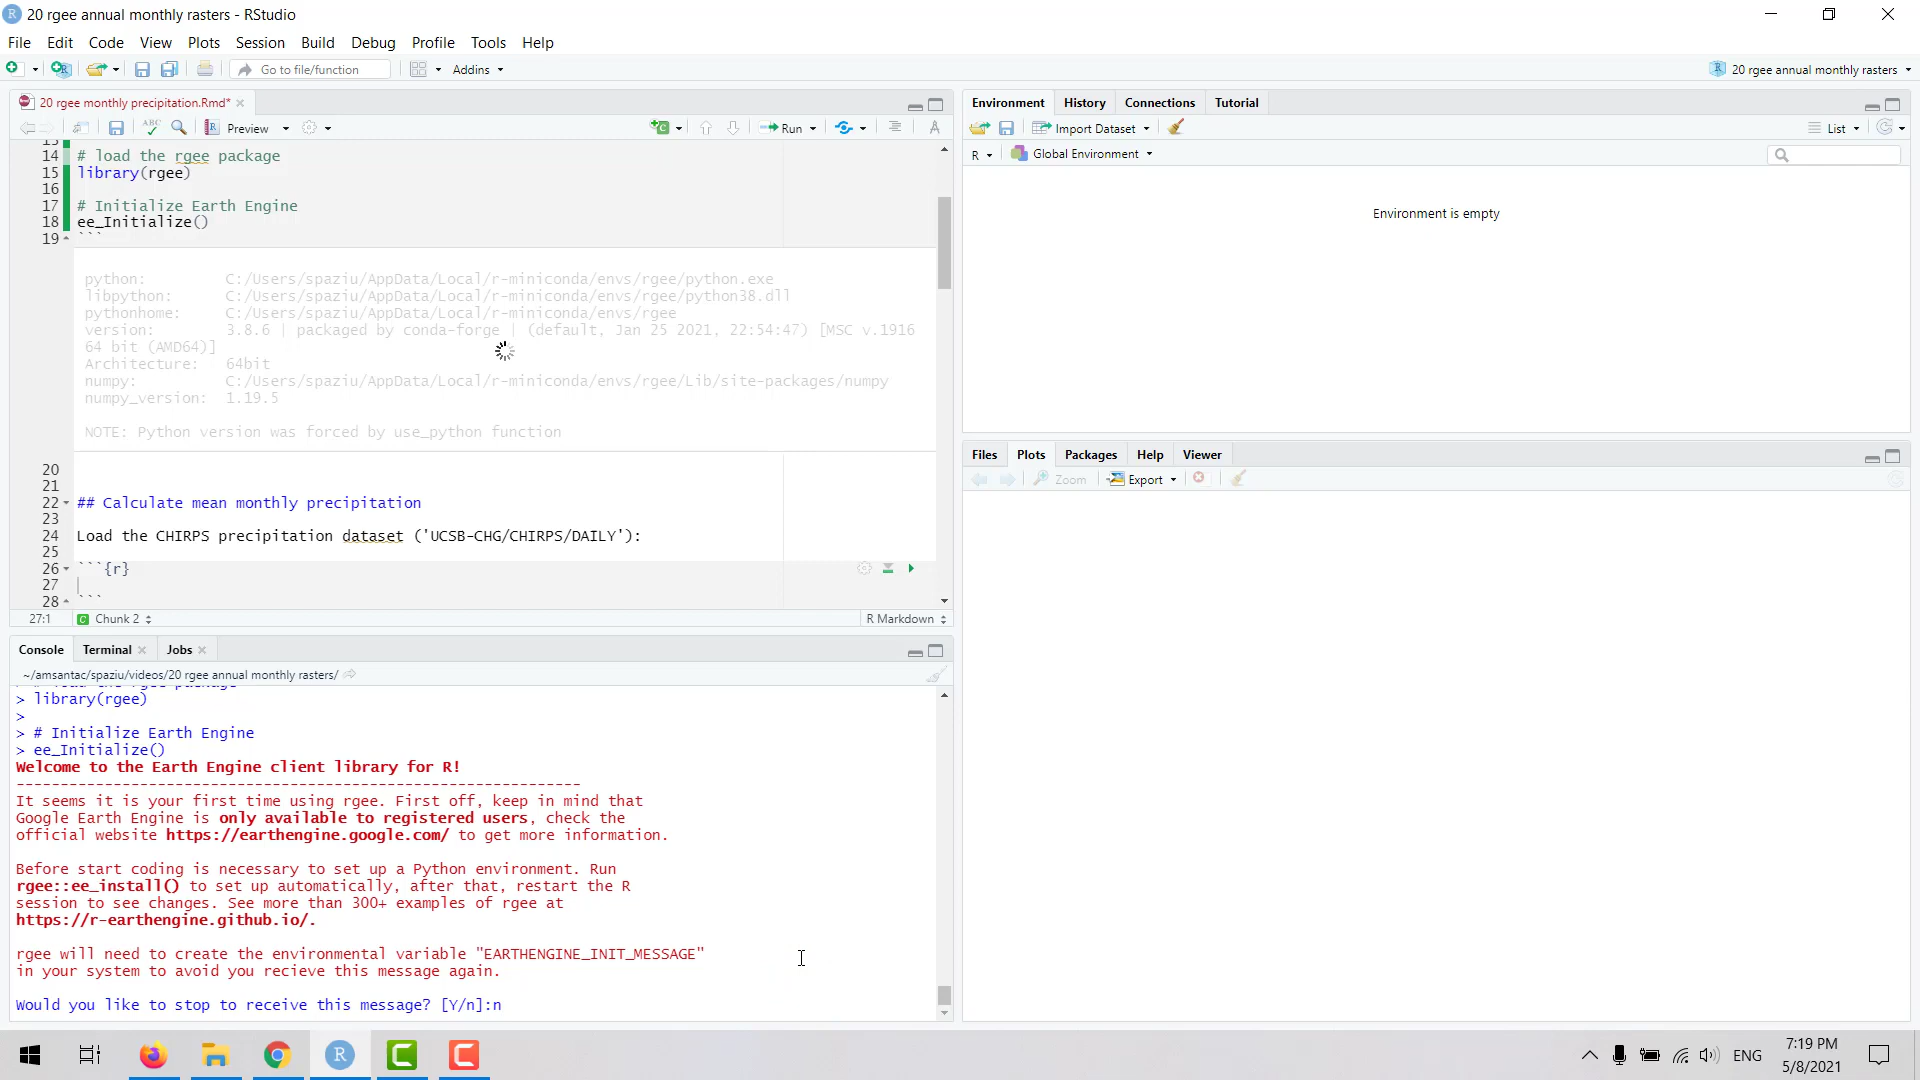 20 rgee annual monthly rasters - RStudio
File Edit Code View Plots Session Build Debug Profile Tools Help
Go to file/function Addins 20 rgee annual monthly rasters
20 rgee monthly precipitation.Rmd*
ABC Preview Run
13
14 # load the rgee package
15 library(rgee)
16
17 # Initialize Earth Engine
18 ee_Initialize()
19 ```
python: C:/Users/spaziu/AppData/Local/r-miniconda/envs/rgee/python.exe
libpython: C:/Users/spaziu/AppData/Local/r-miniconda/envs/rgee/python38.dll
pythonhome: C:/Users/spaziu/AppData/Local/r-miniconda/envs/rgee
version: 3.8.6 | packaged by conda-forge | (default, Jan 25 2021, 22:54:47) [MSC v.1916
64 bit (AMD64)]
Architecture: 64bit
numpy: C:/Users/spaziu/AppData/Local/r-miniconda/envs/rgee/Lib/site-packages/numpy
numpy_version: 1.19.5
NOTE: Python version was forced by use_python function
20
21
22 ## Calculate mean monthly precipitation
23
24 Load the CHIRPS precipitation dataset ('UCSB-CHG/CHIRPS/DAILY'):
25
26 ```{r}
27
28 ```
27:1 Chunk 2 R Markdown
Console Terminal Jobs
~/amsantac/spaziu/videos/20 rgee annual monthly rasters/
> # load the rgee package
> library(rgee)
>
> # Initialize Earth Engine
> ee_Initialize()
Welcome to the Earth Engine client library for R!
----------------------------------------------------------------
It seems it is your first time using rgee. First off, keep in mind that
Google Earth Engine is only available to registered users, check the
official website https://earthengine.google.com/ to get more information.
Before start coding is necessary to set up a Python environment. Run
rgee::ee_install() to set up automatically, after that, restart the R
session to see changes. See more than 300+ examples of rgee at
https://r-earthengine.github.io/.
rgee will need to create the environmental variable "EARTHENGINE_INIT_MESSAGE"
in your system to avoid you recieve this message again.
Would you like to stop to receive this message? [Y/n]:n
Environment History Connections Tutorial
Import Dataset List
R Global Environment
Environment is empty
Files Plots Packages Help Viewer
Zoom Export
ENG
7:19 PM
5/8/2021